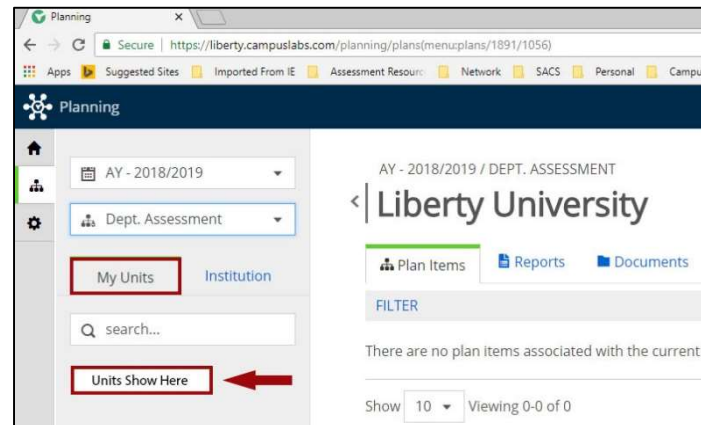 Planning
Secure | https://liberty.campuslabs.com/planning/plans(menu:plans/1891/1056)
Apps Suggested Sites Imported From IE Assessment Resourc Network SACS Personal Campu
Planning
AY - 2018/2019
Dept. Assessment
My Units Institution
search...
Units Show Here
AY - 2018/2019 / DEPT. ASSESSMENT
Liberty University
Plan Items Reports Documents
FILTER
There are no plan items associated with the current
Show 10 Viewing 0-0 of 0